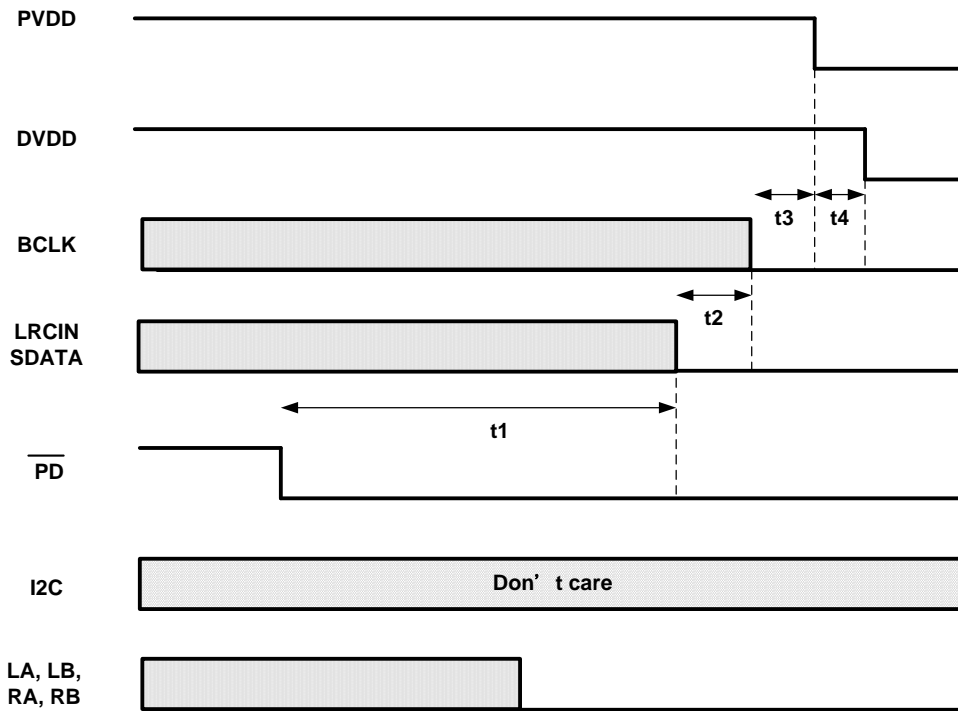 PVDD
DVDD
t3
t4
BCLK
t2
LRCIN
SDATA
t1
PD
I2C
Don’ t care
LA, LB,
RA, RB